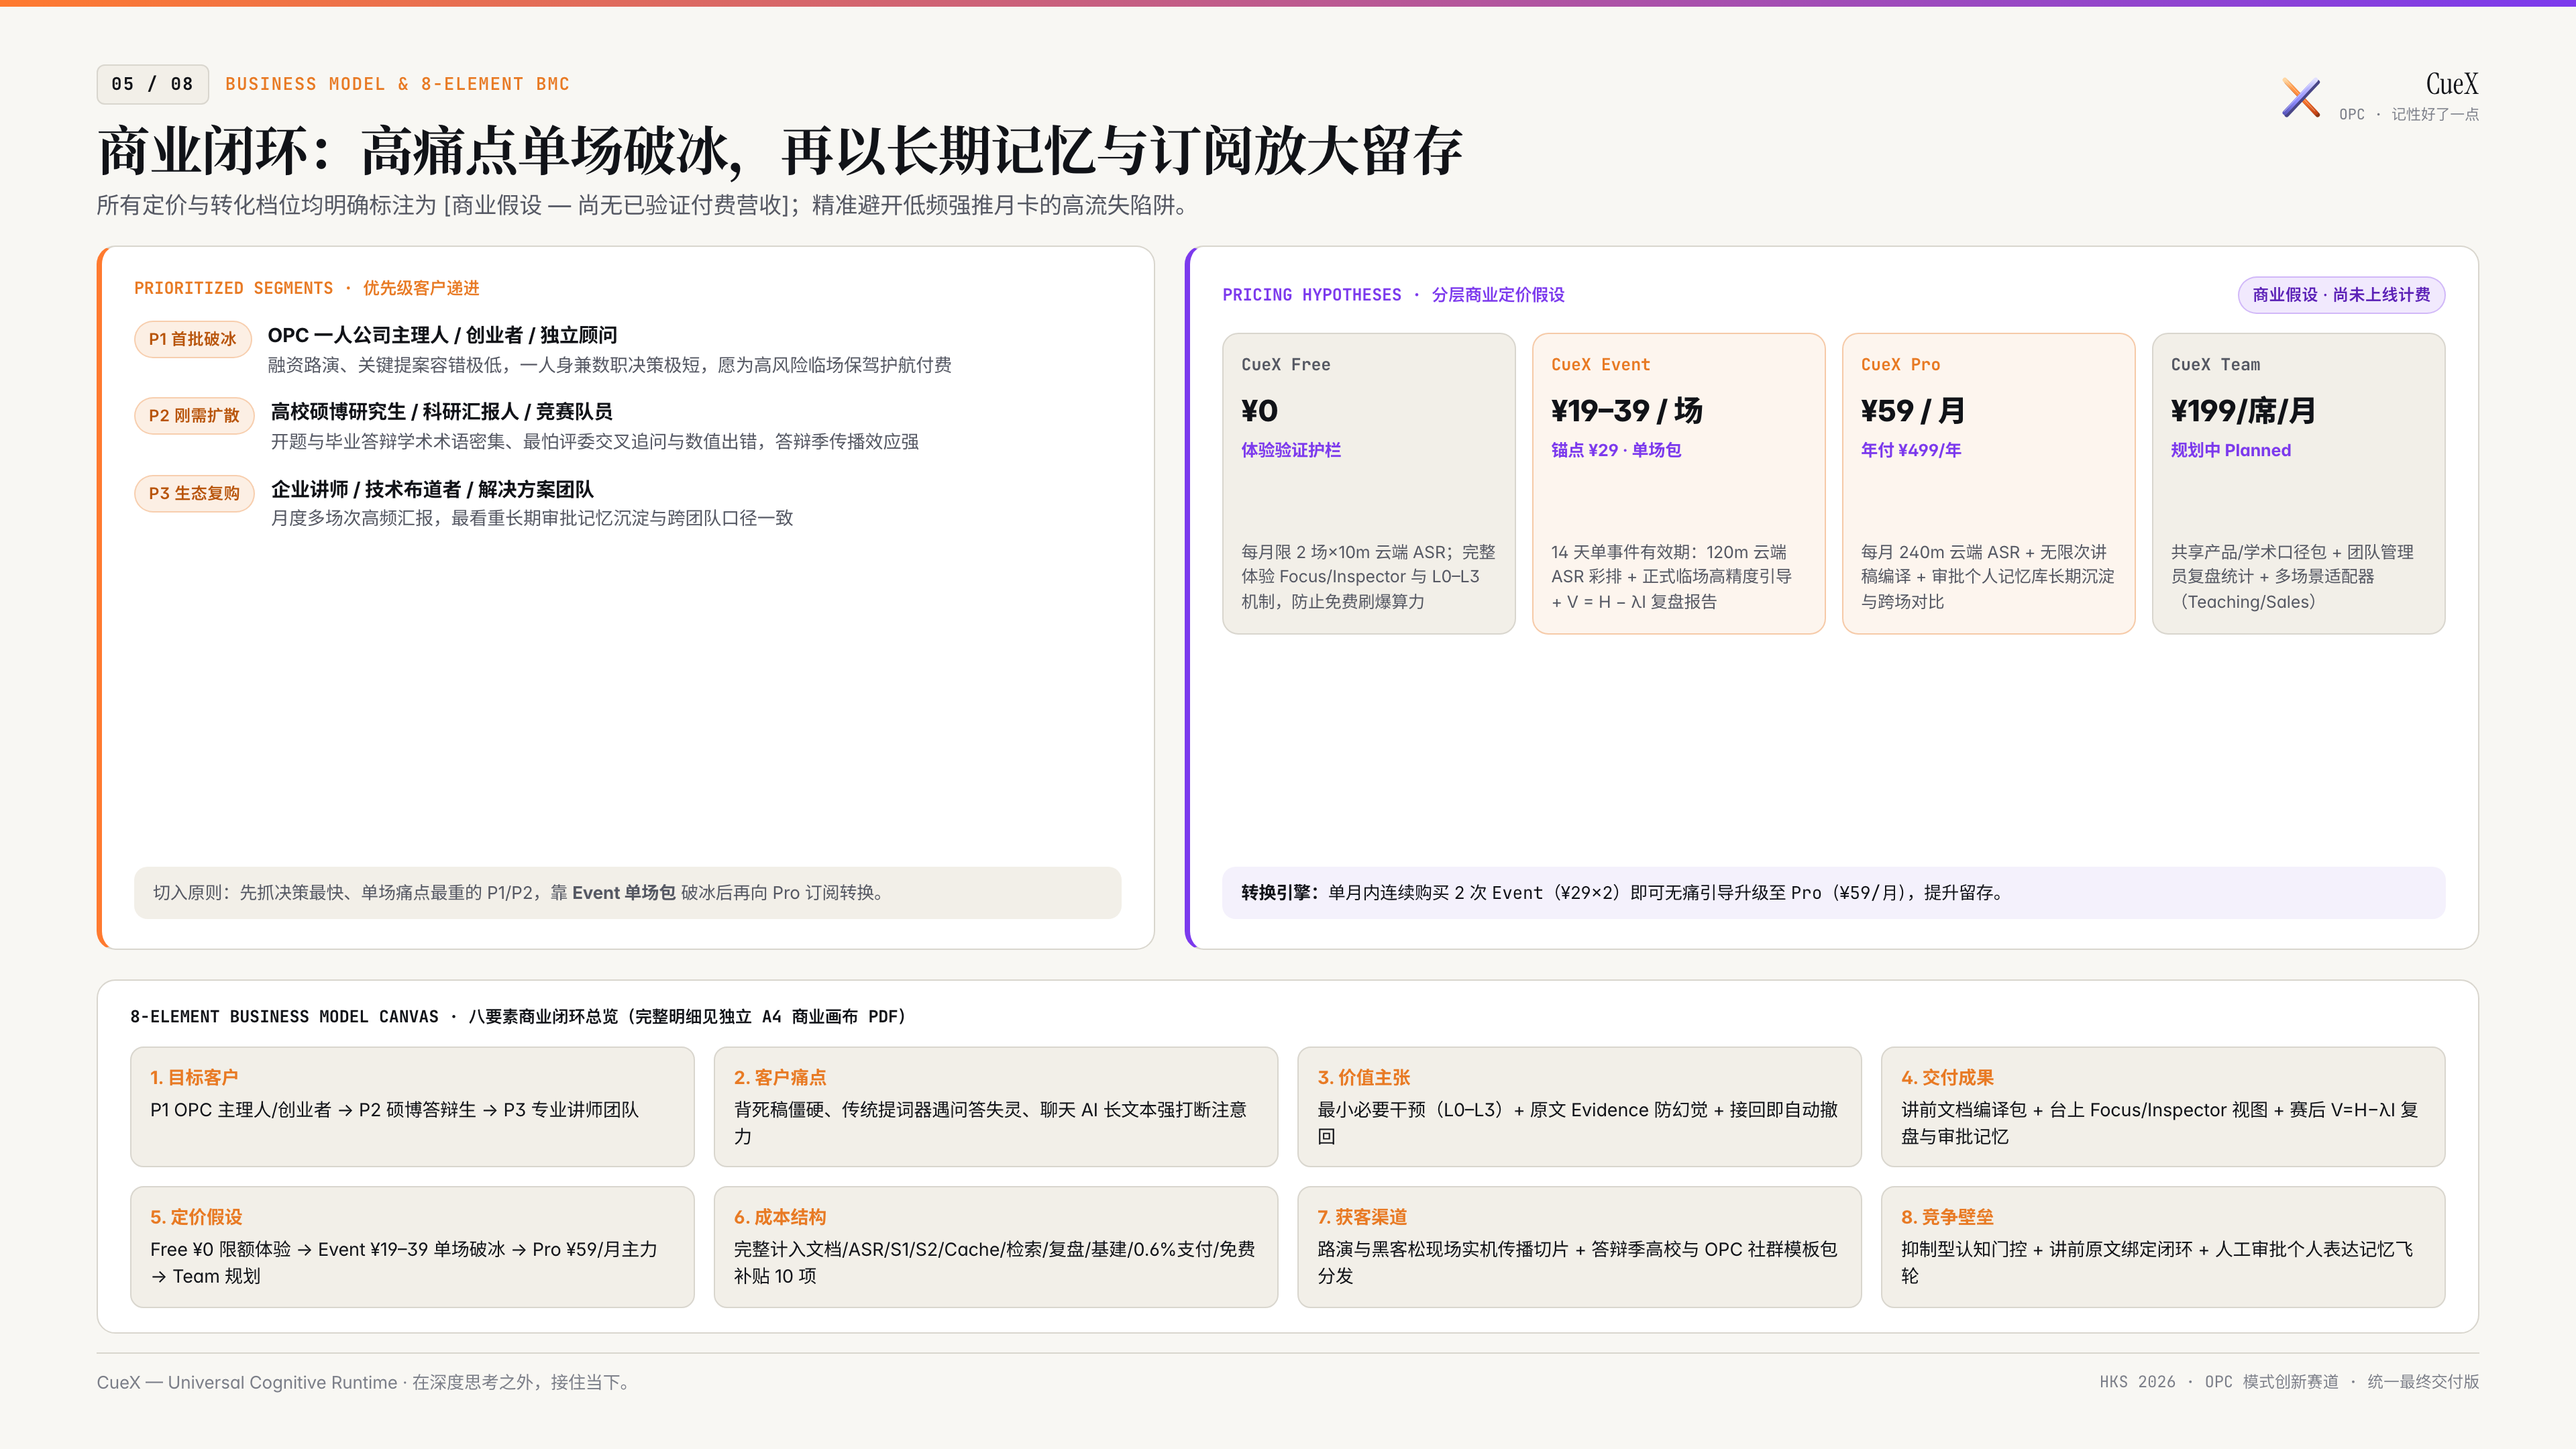 05 / 08
BUSINESS MODEL & 8-ELEMENT BMC
CueX
OPC · 记性好了一点
商业闭环：高痛点单场破冰，再以长期记忆与订阅放大留存
所有定价与转化档位均明确标注为 [商业假设 — 尚无已验证付费营收]；精准避开低频强推月卡的高流失陷阱。
PRIORITIZED SEGMENTS · 优先级客户递进
P1 首批破冰
OPC 一人公司主理人 / 创业者 / 独立顾问
融资路演、关键提案容错极低，一人身兼数职决策极短，愿为高风险临场保驾护航付费
P2 刚需扩散
高校硕博研究生 / 科研汇报人 / 竞赛队员
开题与毕业答辩学术术语密集、最怕评委交叉追问与数值出错，答辩季传播效应强
P3 生态复购
企业讲师 / 技术布道者 / 解决方案团队
月度多场次高频汇报，最看重长期审批记忆沉淀与跨团队口径一致
切入原则：先抓决策最快、单场痛点最重的 P1/P2，靠 Event 单场包 破冰后再向 Pro 订阅转换。
PRICING HYPOTHESES · 分层商业定价假设
商业假设 · 尚未上线计费
CueX Free
¥0
体验验证护栏
每月限 2 场×10m 云端 ASR；完整
体验 Focus/Inspector 与 L0–L3
机制，防止免费刷爆算力
CueX Event
¥19–39 / 场
锚点 ¥29 · 单场包
14 天单事件有效期：120m 云端
ASR 彩排 + 正式临场高精度引导
+ V = H − λI 复盘报告
CueX Pro
¥59 / 月
年付 ¥499/年
每月 240m 云端 ASR + 无限次讲
稿编译 + 审批个人记忆库长期沉淀
与跨场对比
CueX Team
¥199/席/月
规划中 Planned
共享产品/学术口径包 + 团队管理
员复盘统计 + 多场景适配器
（Teaching/Sales）
转换引擎：单月内连续购买 2 次 Event（¥29×2）即可无痛引导升级至 Pro（¥59/月），提升留存。
8-ELEMENT BUSINESS MODEL CANVAS · 八要素商业闭环总览（完整明细见独立 A4 商业画布 PDF）
1. 目标客户
P1 OPC 主理人/创业者 → P2 硕博答辩生 → P3 专业讲师团队
2. 客户痛点
背死稿僵硬、传统提词器遇问答失灵、聊天 AI 长文本强打断注意
力
3. 价值主张
最小必要干预（L0–L3）+ 原文 Evidence 防幻觉 + 接回即自动撤
回
4. 交付成果
讲前文档编译包 + 台上 Focus/Inspector 视图 + 赛后 V=H−λI 复
盘与审批记忆
5. 定价假设
Free ¥0 限额体验 → Event ¥19–39 单场破冰 → Pro ¥59/月主力
→ Team 规划
6. 成本结构
完整计入文档/ASR/S1/S2/Cache/检索/复盘/基建/0.6%支付/免费
补贴 10 项
7. 获客渠道
路演与黑客松现场实机传播切片 + 答辩季高校与 OPC 社群模板包
分发
8. 竞争壁垒
抑制型认知门控 + 讲前原文绑定闭环 + 人工审批个人表达记忆飞
轮
CueX — Universal Cognitive Runtime · 在深度思考之外，接住当下。
HKS 2026 · OPC 模式创新赛道 · 统一最终交付版